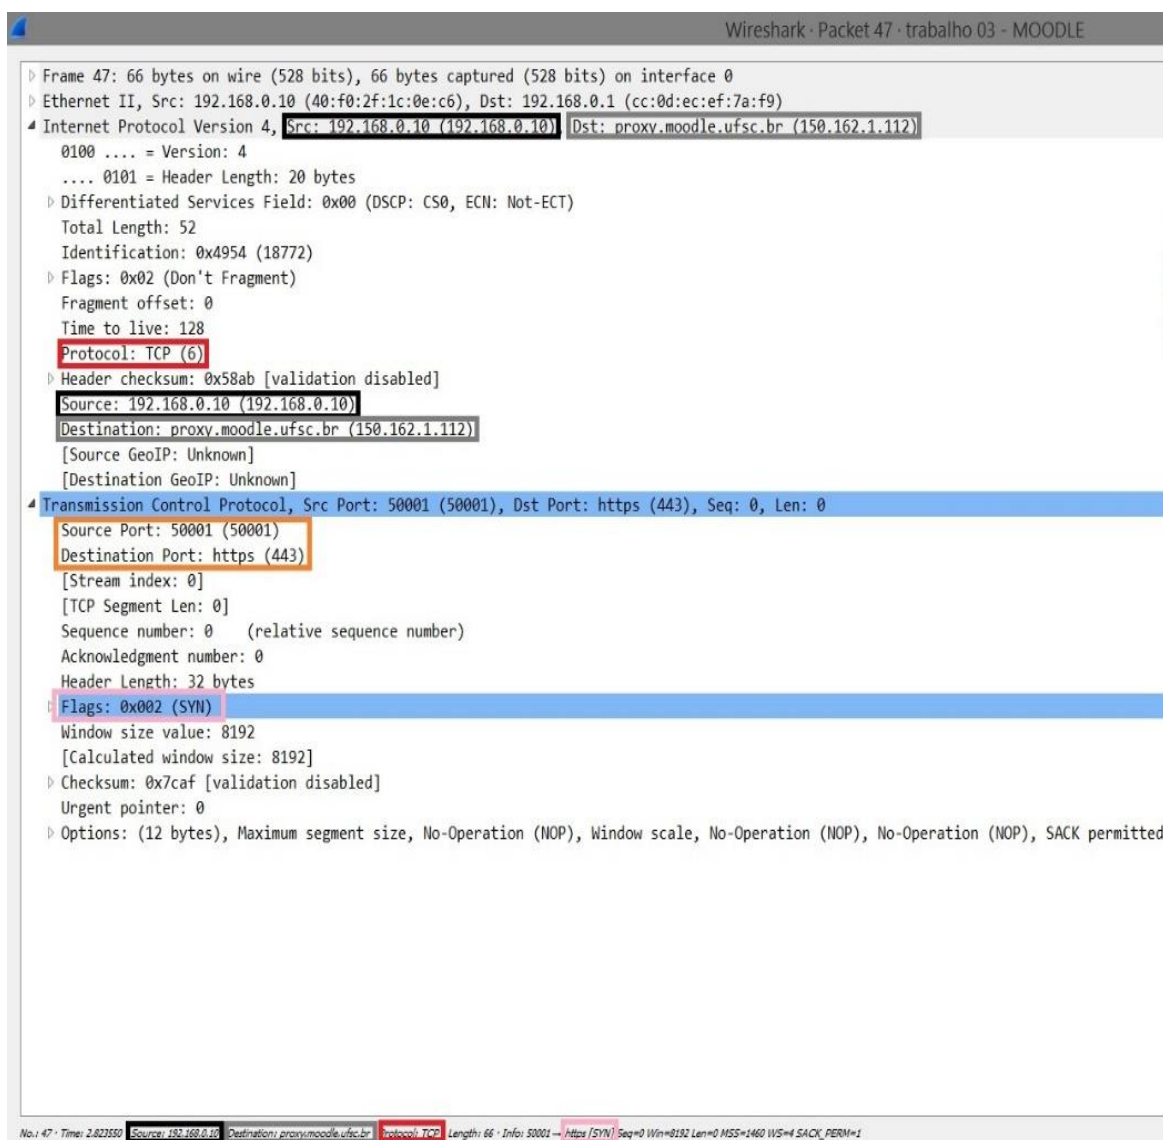 Wireshark · Packet 47 · trabalho 03 - MOODLE
Frame 47: 66 bytes on wire (528 bits), 66 bytes captured (528 bits) on interface 0
Ethernet II, Src: 192.168.0.10 (40:f0:2f:1c:0e:c6), Dst: 192.168.0.1 (cc:0d:ec:ef:7a:f9)
Internet Protocol Version 4, Src: 192.168.0.10 (192.168.0.10) Dst: proxy.moodle.ufsc.br (150.162.1.112)
0100 .... = Version: 4
.... 0101 = Header Length: 20 bytes
Differentiated Services Field: 0x00 (DSCP: CS0, ECN: Not-ECT)
Total Length: 52
Identification: 0x4954 (18772)
Flags: 0x02 (Don't Fragment)
Fragment offset: 0
Time to live: 128
Protocol: TCP (6)
Header checksum: 0x58ab [validation disabled]
Source: 192.168.0.10 (192.168.0.10)
Destination: proxy.moodle.ufsc.br (150.162.1.112)
[Source GeoIP: Unknown]
[Destination GeoIP: Unknown]
Transmission Control Protocol, Src Port: 50001 (50001), Dst Port: https (443), Seq: 0, Len: 0
Source Port: 50001 (50001)
Destination Port: https (443)
[Stream index: 0]
[TCP Segment Len: 0]
Sequence number: 0 (relative sequence number)
Acknowledgment number: 0
Header Length: 32 bytes
Flags: 0x002 (SYN)
Window size value: 8192
[Calculated window size: 8192]
Checksum: 0x7caf [validation disabled]
Urgent pointer: 0
Options: (12 bytes), Maximum segment size, No-Operation (NOP), Window scale, No-Operation (NOP), No-Operation (NOP), SACK permitted
No.: 47 · Time: 2.823550 Source: 192.168.0.10 Destination: proxy.moodle.ufsc.br Protocol: TCP Length: 66 · Info: 50001 → https [SYN] Seq=0 Win=8192 Len=0 MSS=1460 WS=4 SACK_PERM=1